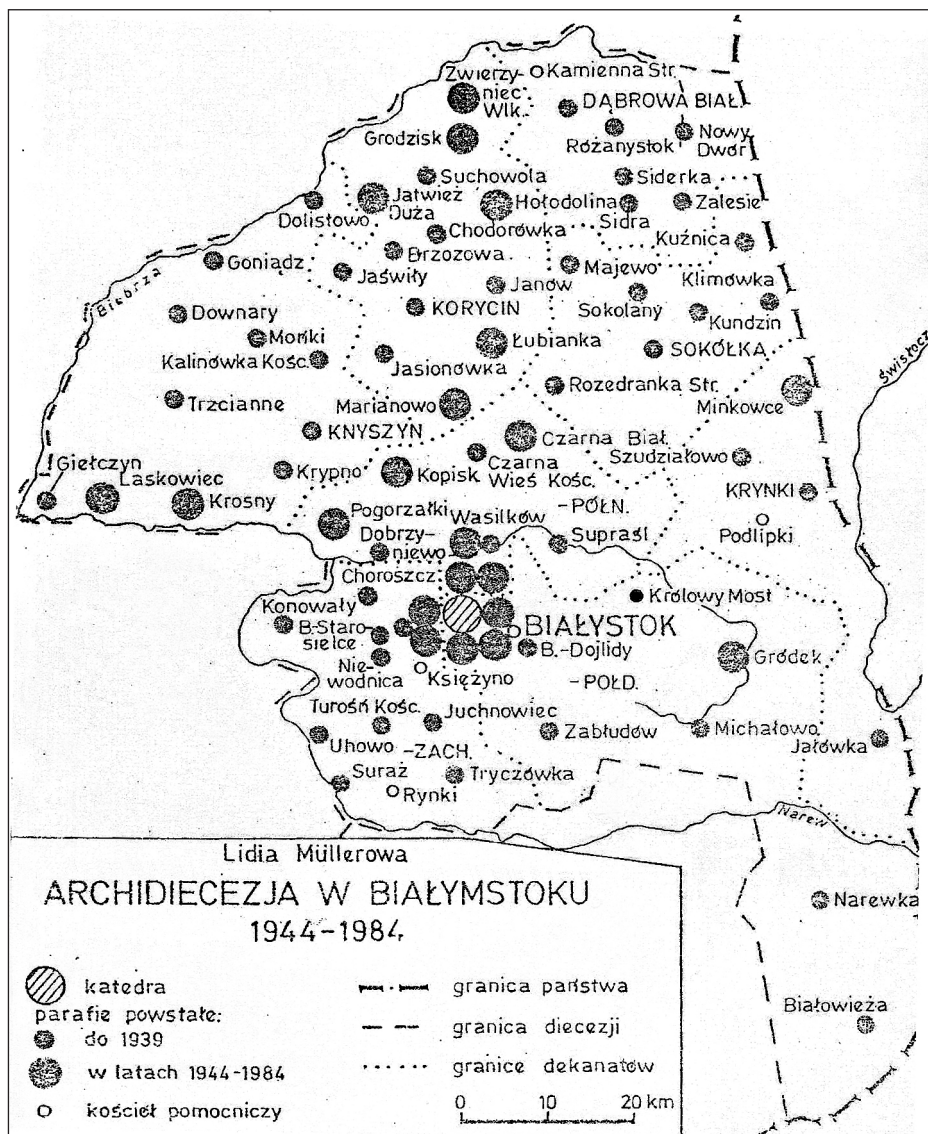 Zwierzy-
niec
Wlk.
Kamienna Str.
DĄBROWA BIAŁ.
Grodzisk
Różanystok
Nowy
Dwór
Suchowola
Siderka
Dolistowo
Jatwież
Duża
Hołodolina
Sidra
Zalesie
Chodorówka
Kuźnica
Goniądz
Brzozowa
Jaświły
Majewo
Klimówka
Janów
Biebrza
Downary
KORYCIN
Sokolany
Kundzin
Mońki
Łubianka
Kalinówka Kośc.
Jasionówka
SOKÓŁKA
Świsłocz
Trzcianne
Marianowo
Rozedranka Str.
Minkowce
KNYSZYN
Czarna Biał.
Szudziałowo
Giełczyn
Laskowiec
Krypno
Kopisk
Czarna
Wieś Kośc.
Krosny
KRYNKI
-PÓŁN.
Pogorzałki
Wasilków
Podlipki
Dobrzy-
niewo
Supraśl
Choroszcz
Królowy Most
Konowały
B-Staro-
sielce
BIAŁYSTOK
B.-Dojlidy
Gródek
Nie-
wodnica
Księżyno
-POŁD.
Turośń Kośc.
Juchnowiec
Zabłudów
Michałowo
Jałówka
Uhowo
-ZACH.
Suraż
Tryczówka
Rynki
Narew
Narewka
Białowieża
Lidia Müllerowa
ARCHIDIECEZJA W BIAŁYMSTOKU
1944-1984
katedra
parafie powstałe:
do 1939
w latach 1944-1984
kościół pomocniczy
granica państwa
granica diecezji
granice dekanatów
0 10 20 km